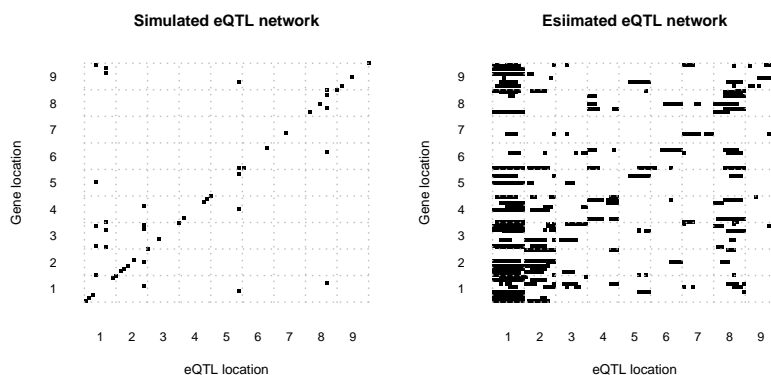 Simulated eQTL network
9
8
7
6
5
4
3
2
1
Gene location
1 2 3 4 5 6 7 8 9
eQTL location
Esiimated eQTL network
9
8
7
6
5
4
3
2
1
Gene location
1 2 3 4 5 6 7 8 9
eQTL location